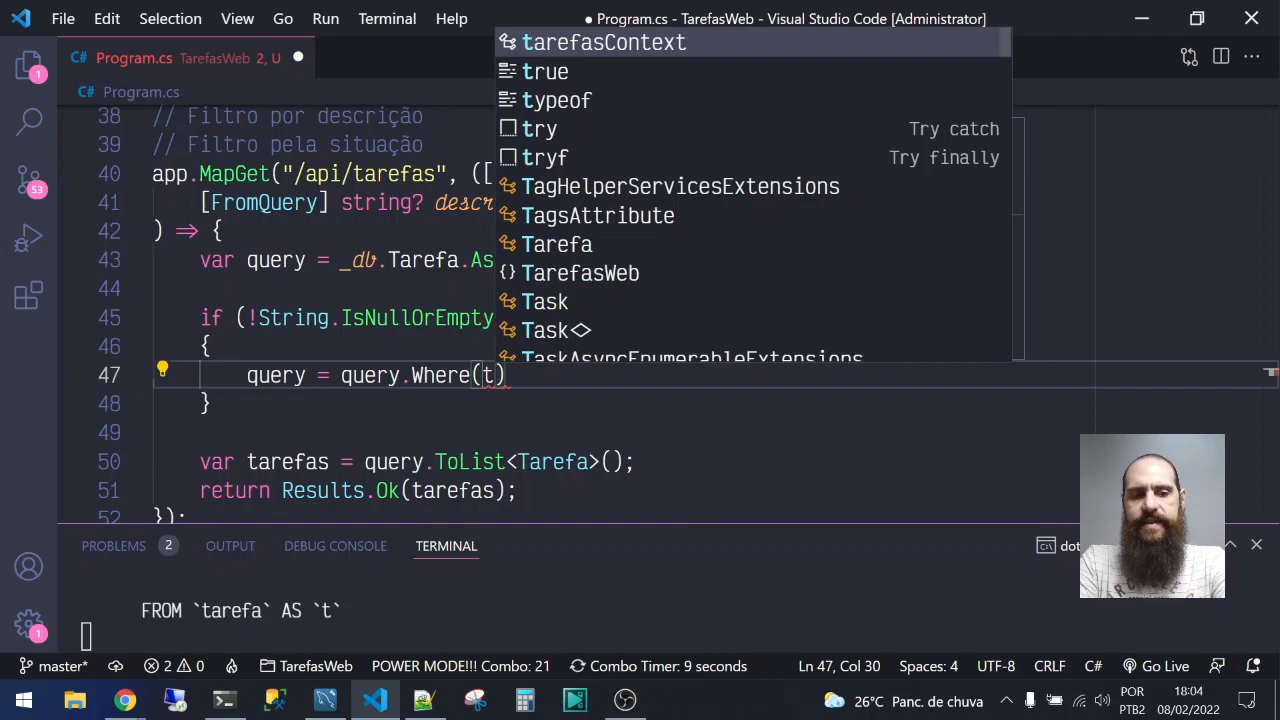 File Edit Selection View Go Run Terminal Help
● Program.cs - TarefasWeb - Visual Studio Code [Administrator]
C# Program.cs TarefasWeb 2, U ●
C# Program.cs
tarefasContext
true
typeof
try Try catch
tryf Try finally
TagHelperServicesExtensions
TagsAttribute
Tarefa
{} TarefasWeb
Task
Task<>
TaskAsyncEnumerableExtensions
38 // Filtro por descrição
39 // Filtro pela situação
40 app.MapGet("/api/tarefas", ([
41 [FromQuery] string? descr
42 ) => {
43 var query = _db.Tarefa.As
44
45 if (!String.IsNullOrEmpty
46 {
47 query = query.Where(t)
48 }
49
50 var tarefas = query.ToList<Tarefa>();
51 return Results.Ok(tarefas);
52 });
1
53
1
PROBLEMS 2 OUTPUT DEBUG CONSOLE TERMINAL
dot
FROM `tarefa` AS `t`
master* 2 0 TarefasWeb POWER MODE!!! Combo: 21 Combo Timer: 9 seconds Ln 47, Col 30 Spaces: 4 UTF-8 CRLF C# Go Live
26°C Panc. de chuva
POR
PTB2
18:04
08/02/2022